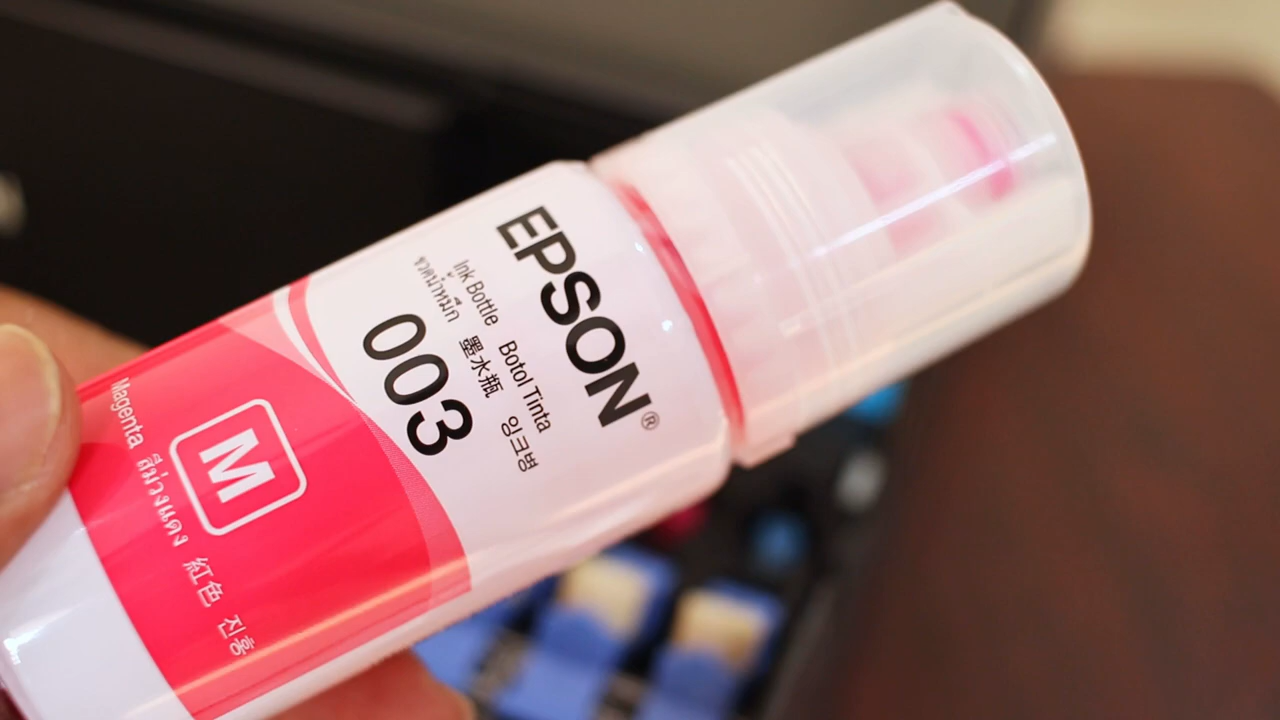 EPSON®
Ink Bottle Botol Tinta
ขวดน้ำหมึก 墨水瓶 잉크병
003
M
Magenta สีม่วงแดง 紅色 진홍